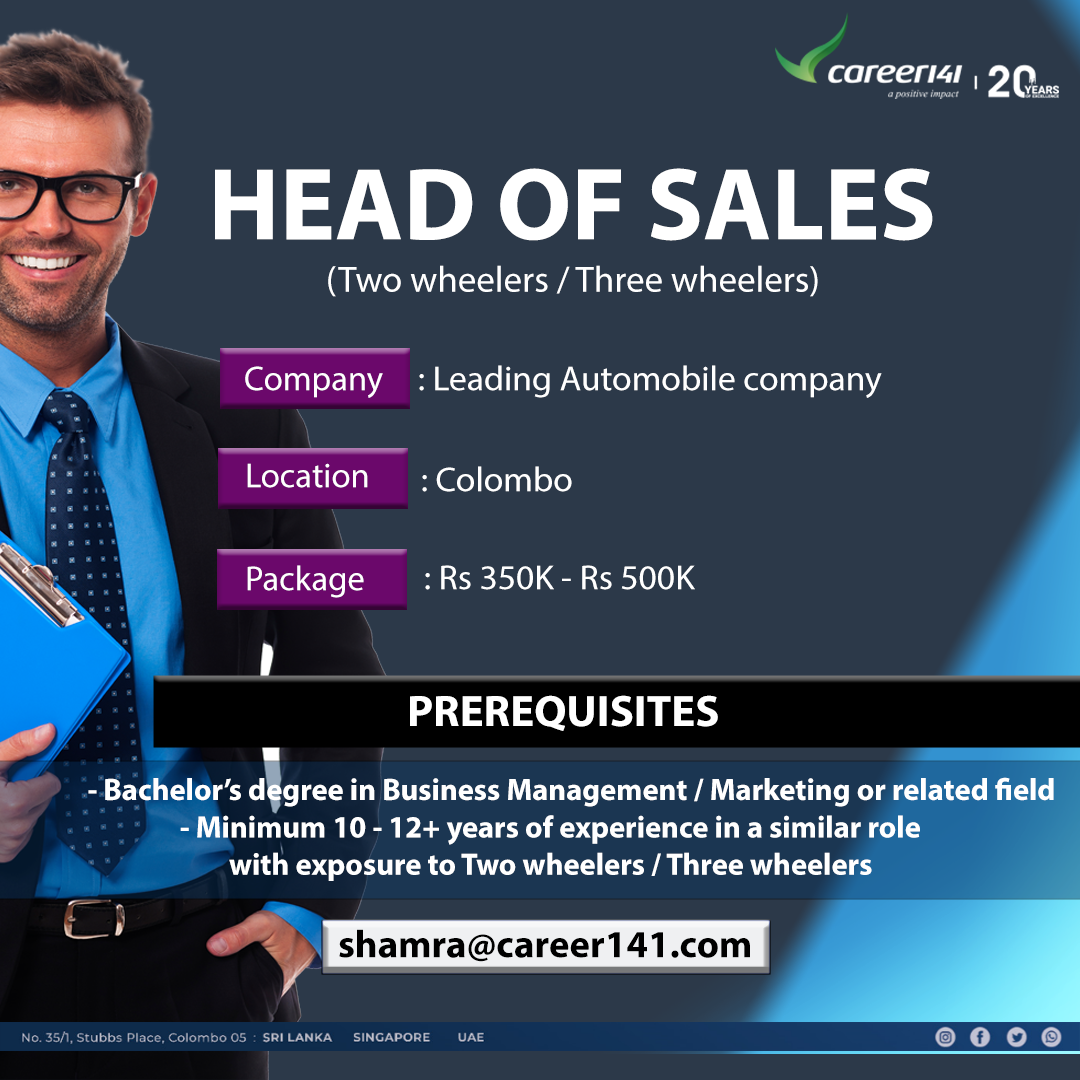 career141
a positive impact
20 YEARS
OF EXCELLENCE
HEAD OF SALES
(Two wheelers / Three wheelers)
Company : Leading Automobile company
Location : Colombo
Package : Rs 350K - Rs 500K
PREREQUISITES
- Bachelor’s degree in Business Management / Marketing or related field
- Minimum 10 - 12+ years of experience in a similar role
with exposure to Two wheelers / Three wheelers
shamra@career141.com
No. 35/1, Stubbs Place, Colombo 05 : SRI LANKA SINGAPORE UAE